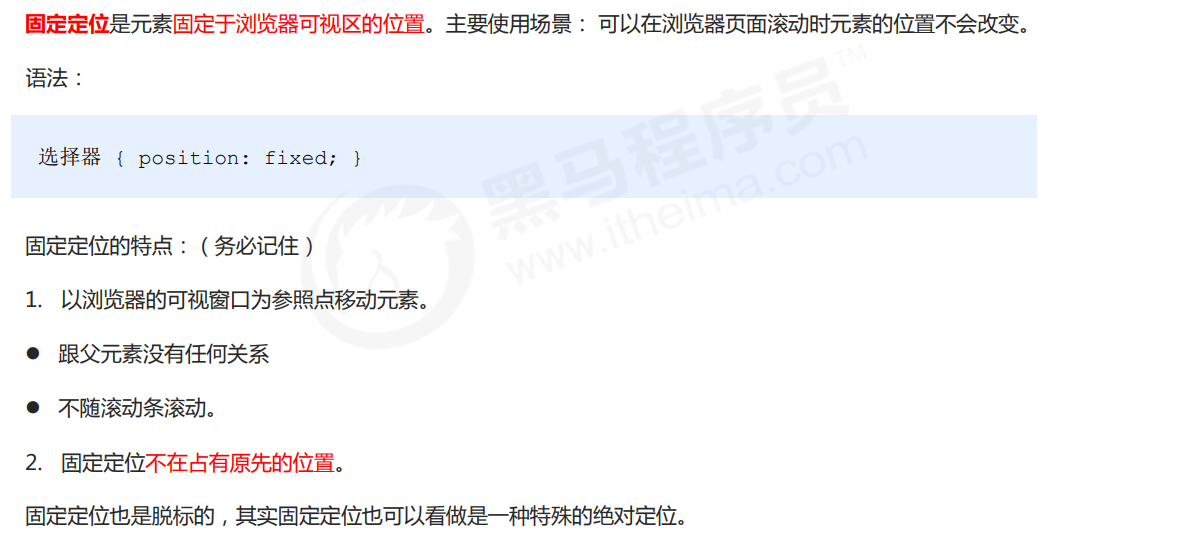 固定定位是元素固定于浏览器可视区的位置。主要使用场景： 可以在浏览器页面滚动时元素的位置不会改变。
语法：
选择器 { position: fixed; }
黑马程序员™
www.itheima.com
固定定位的特点：（务必记住）
1. 以浏览器的可视窗口为参照点移动元素。
● 跟父元素没有任何关系
● 不随滚动条滚动。
2. 固定定位不在占有原先的位置。
固定定位也是脱标的，其实固定定位也可以看做是一种特殊的绝对定位。